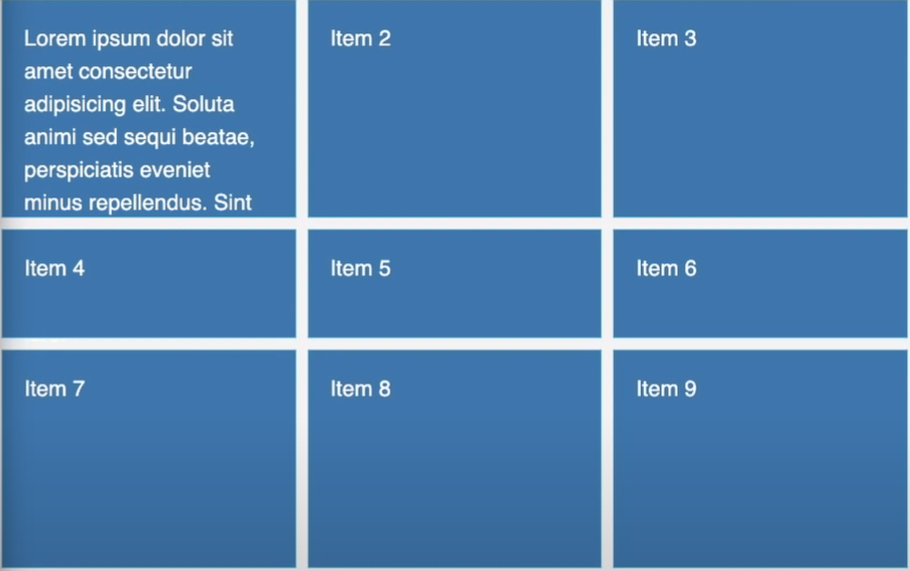 Lorem ipsum dolor sit
amet consectetur
adipisicing elit. Soluta
animi sed sequi beatae,
perspiciatis eveniet
minus repellendus. Sint
Item 2
Item 3
Item 4
Item 5
Item 6
Item 7
Item 8
Item 9